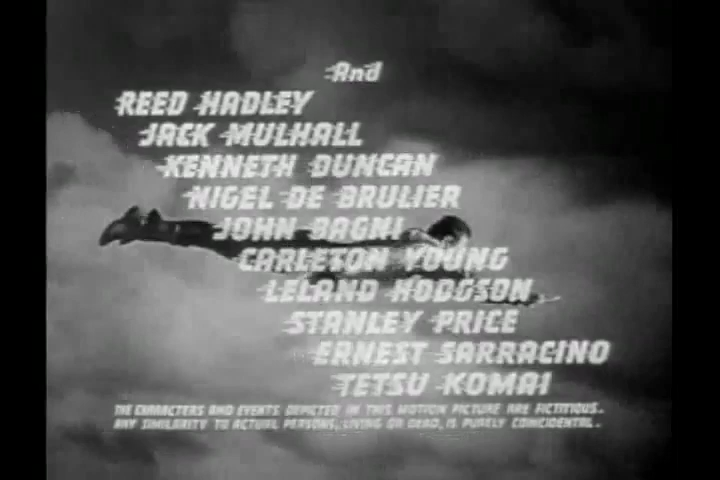 And
REED HADLEY
JACK MULHALL
KENNETH DUNCAN
NIGEL DE BRULIER
JOHN BAGNI
CARLETON YOUNG
LELAND HODGSON
STANLEY PRICE
ERNEST SARRACINO
TETSU KOMAI
THE CHARACTERS AND EVENTS DEPICTED IN THIS MOTION PICTURE ARE FICTITIOUS.
ANY SIMILARITY TO ACTUAL PERSONS, LIVING OR DEAD, IS PURELY COINCIDENTAL.